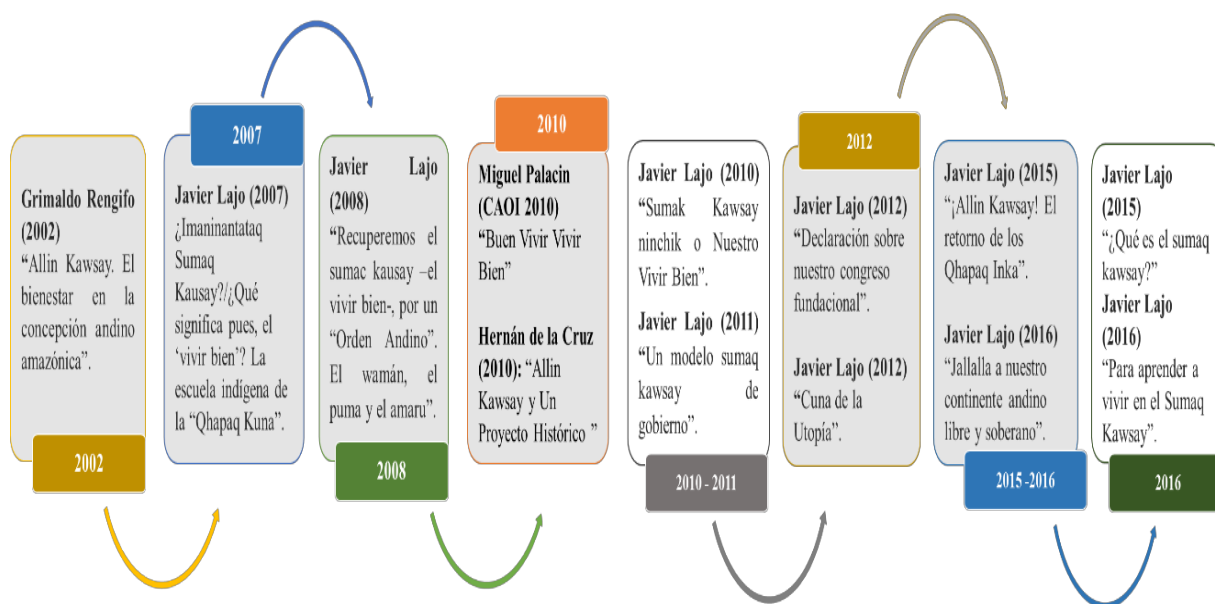 Grimaldo Rengifo
(2002)
“Allin Kawsay. El
bienestar en la
concepción andino
amazónica”.
2002
2007
Javier Lajo (2007)
¿Imaninantataq
Sumaq
Kausay?/¿Qué
significa pues, el
‘vivir bien’? La
escuela indígena de
la “Qhapaq Kuna”.
Javier Lajo
(2008)
“Recuperemos el
sumac kausay –el
vivir bien-, por un
“Orden Andino”.
El wamán, el
puma y el amaru”.
2008
2010
Miguel Palacin
(CAOI 2010)
“Buen Vivir Vivir
Bien”
Hernán de la Cruz
(2010): “Allin
Kawsay y Un
Proyecto Histórico ”
Javier Lajo (2010)
“Sumak Kawsay
ninchik o Nuestro
Vivir Bien”.
Javier Lajo (2011)
“Un modelo sumaq
kawsay de
gobierno”.
2010 - 2011
2012
Javier Lajo (2012)
“Declaración sobre
nuestro congreso
fundacional”.
Javier Lajo (2012)
“Cuna de la
Utopía”.
Javier Lajo (2015)
“¡Allin Kawsay! El
retorno de los
Qhapaq Inka”.
Javier Lajo (2016)
“Jallalla a nuestro
continente andino
libre y soberano”.
2015 -2016
Javier Lajo
(2015)
“¿Qué es el sumaq
kawsay?”
Javier Lajo
(2016)
“Para aprender a
vivir en el Sumaq
Kawsay”.
2016